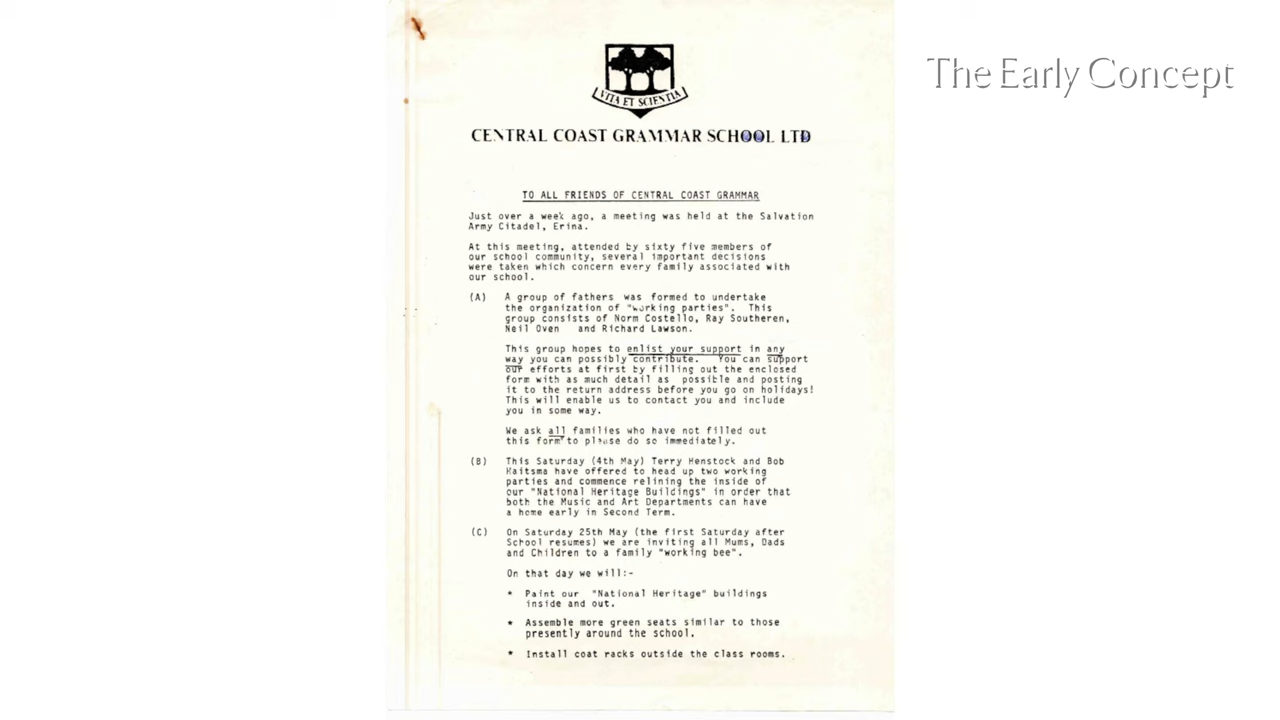 The Early Concept
VITA ET SCIENTIA
CENTRAL COAST GRAMMAR SCHOOL LTD
TO ALL FRIENDS OF CENTRAL COAST GRAMMAR
Just over a week ago, a meeting was held at the Salvation
Army Citadel, Erina.
At this meeting, attended by sixty five members of
our school community, several important decisions
were taken which concern every family associated with
our school.
(A) A group of fathers was formed to undertake
the organization of "working parties". This
group consists of Norm Costello, Ray Southeren,
Neil Oven and Richard Lawson.
This group hopes to enlist your support in any
way you can possibly contribute. You can support
our efforts at first by filling out the enclosed
form with as much detail as possible and posting
it to the return address before you go on holidays!
This will enable us to contact you and include
you in some way.
We ask all families who have not filled out
this form to please do so immediately.
(B) This Saturday (4th May) Terry Henstock and Bob
Haitsma have offered to head up two working
parties and commence relining the inside of
our "National Heritage Buildings" in order that
both the Music and Art Departments can have
a home early in Second Term.
(C) On Saturday 25th May (the first Saturday after
School resumes) we are inviting all Mums, Dads
and Children to a family "working bee".
On that day we will:-
* Paint our "National Heritage" buildings
inside and out.
* Assemble more green seats similar to those
presently around the school.
* Install coat racks outside the class rooms.